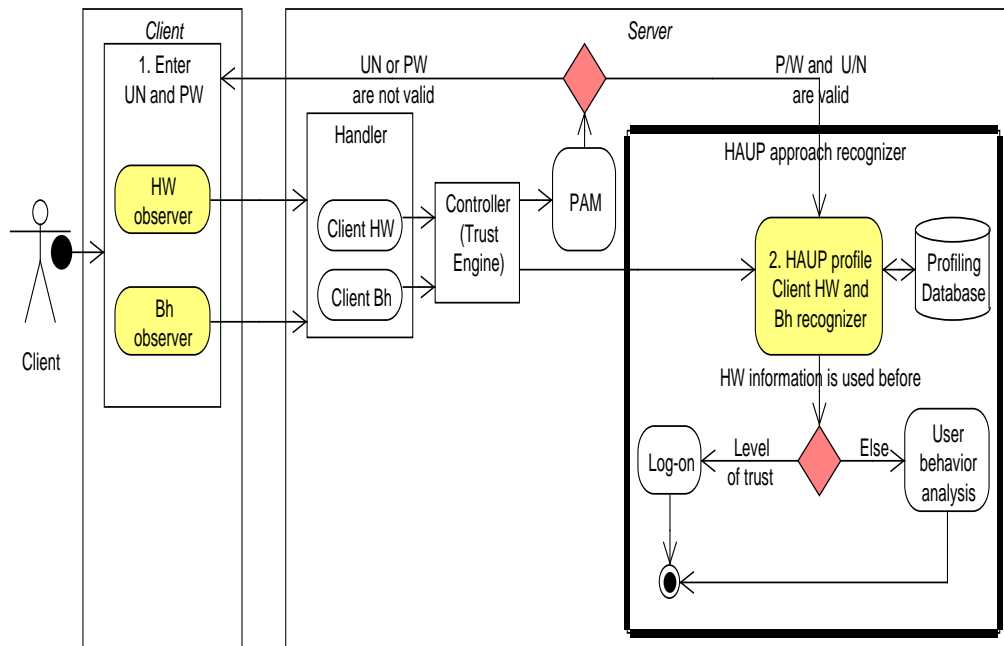 Client
Server
1. Enter
UN and PW
UN or PW
are not valid
P/W and U/N
are valid
Handler
HAUP approach recognizer
HW
observer
Client HW
Controller
(Trust
Engine)
PAM
2. HAUP profile
Client HW and
Bh recognizer
Profiling
Database
Bh
observer
Client Bh
Client
HW information is used before
Log-on
Level
of trust
Else
User
behavior
analysis